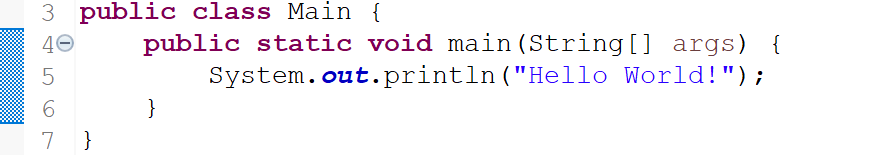 3 public class Main {
4     public static void main(String[] args) {
5         System.out.println("Hello World!");
6     }
7 }